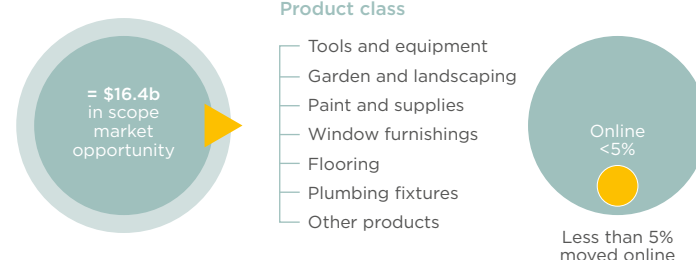 Product class
= $16.4b
in scope
market
opportunity
Tools and equipment
Garden and landscaping
Paint and supplies
Window furnishings
Flooring
Plumbing fixtures
Other products
Online
<5%
Less than 5%
moved online